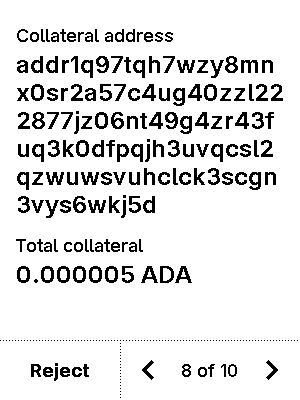 Collateral address
addr1q97tqh7wzy8mn
x0sr2a57c4ug40zzl22
2877jz06nt49g4zr43f
uq3k0dfpqjh3uvqcsl2
qzwuwsvuhclck3scgn
3vys6wkj5d
Total collateral
0.000005 ADA
Reject
8 of 10